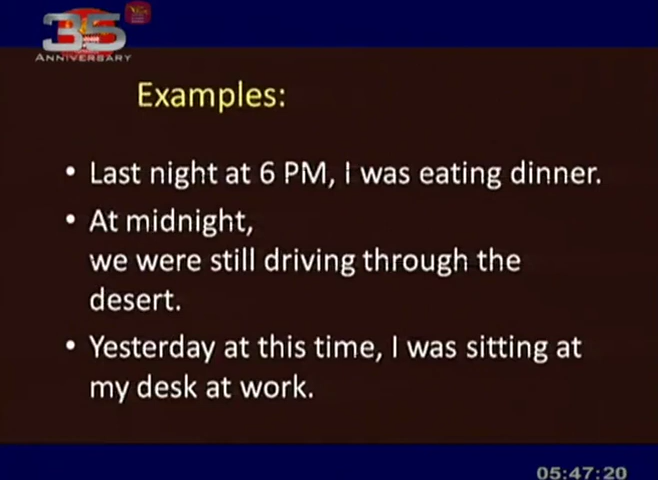 35
ANNIVERSARY
Examples:
• Last night at 6 PM, I was eating dinner.
• At midnight,
we were still driving through the
desert.
• Yesterday at this time, I was sitting at
my desk at work.
05:47:20